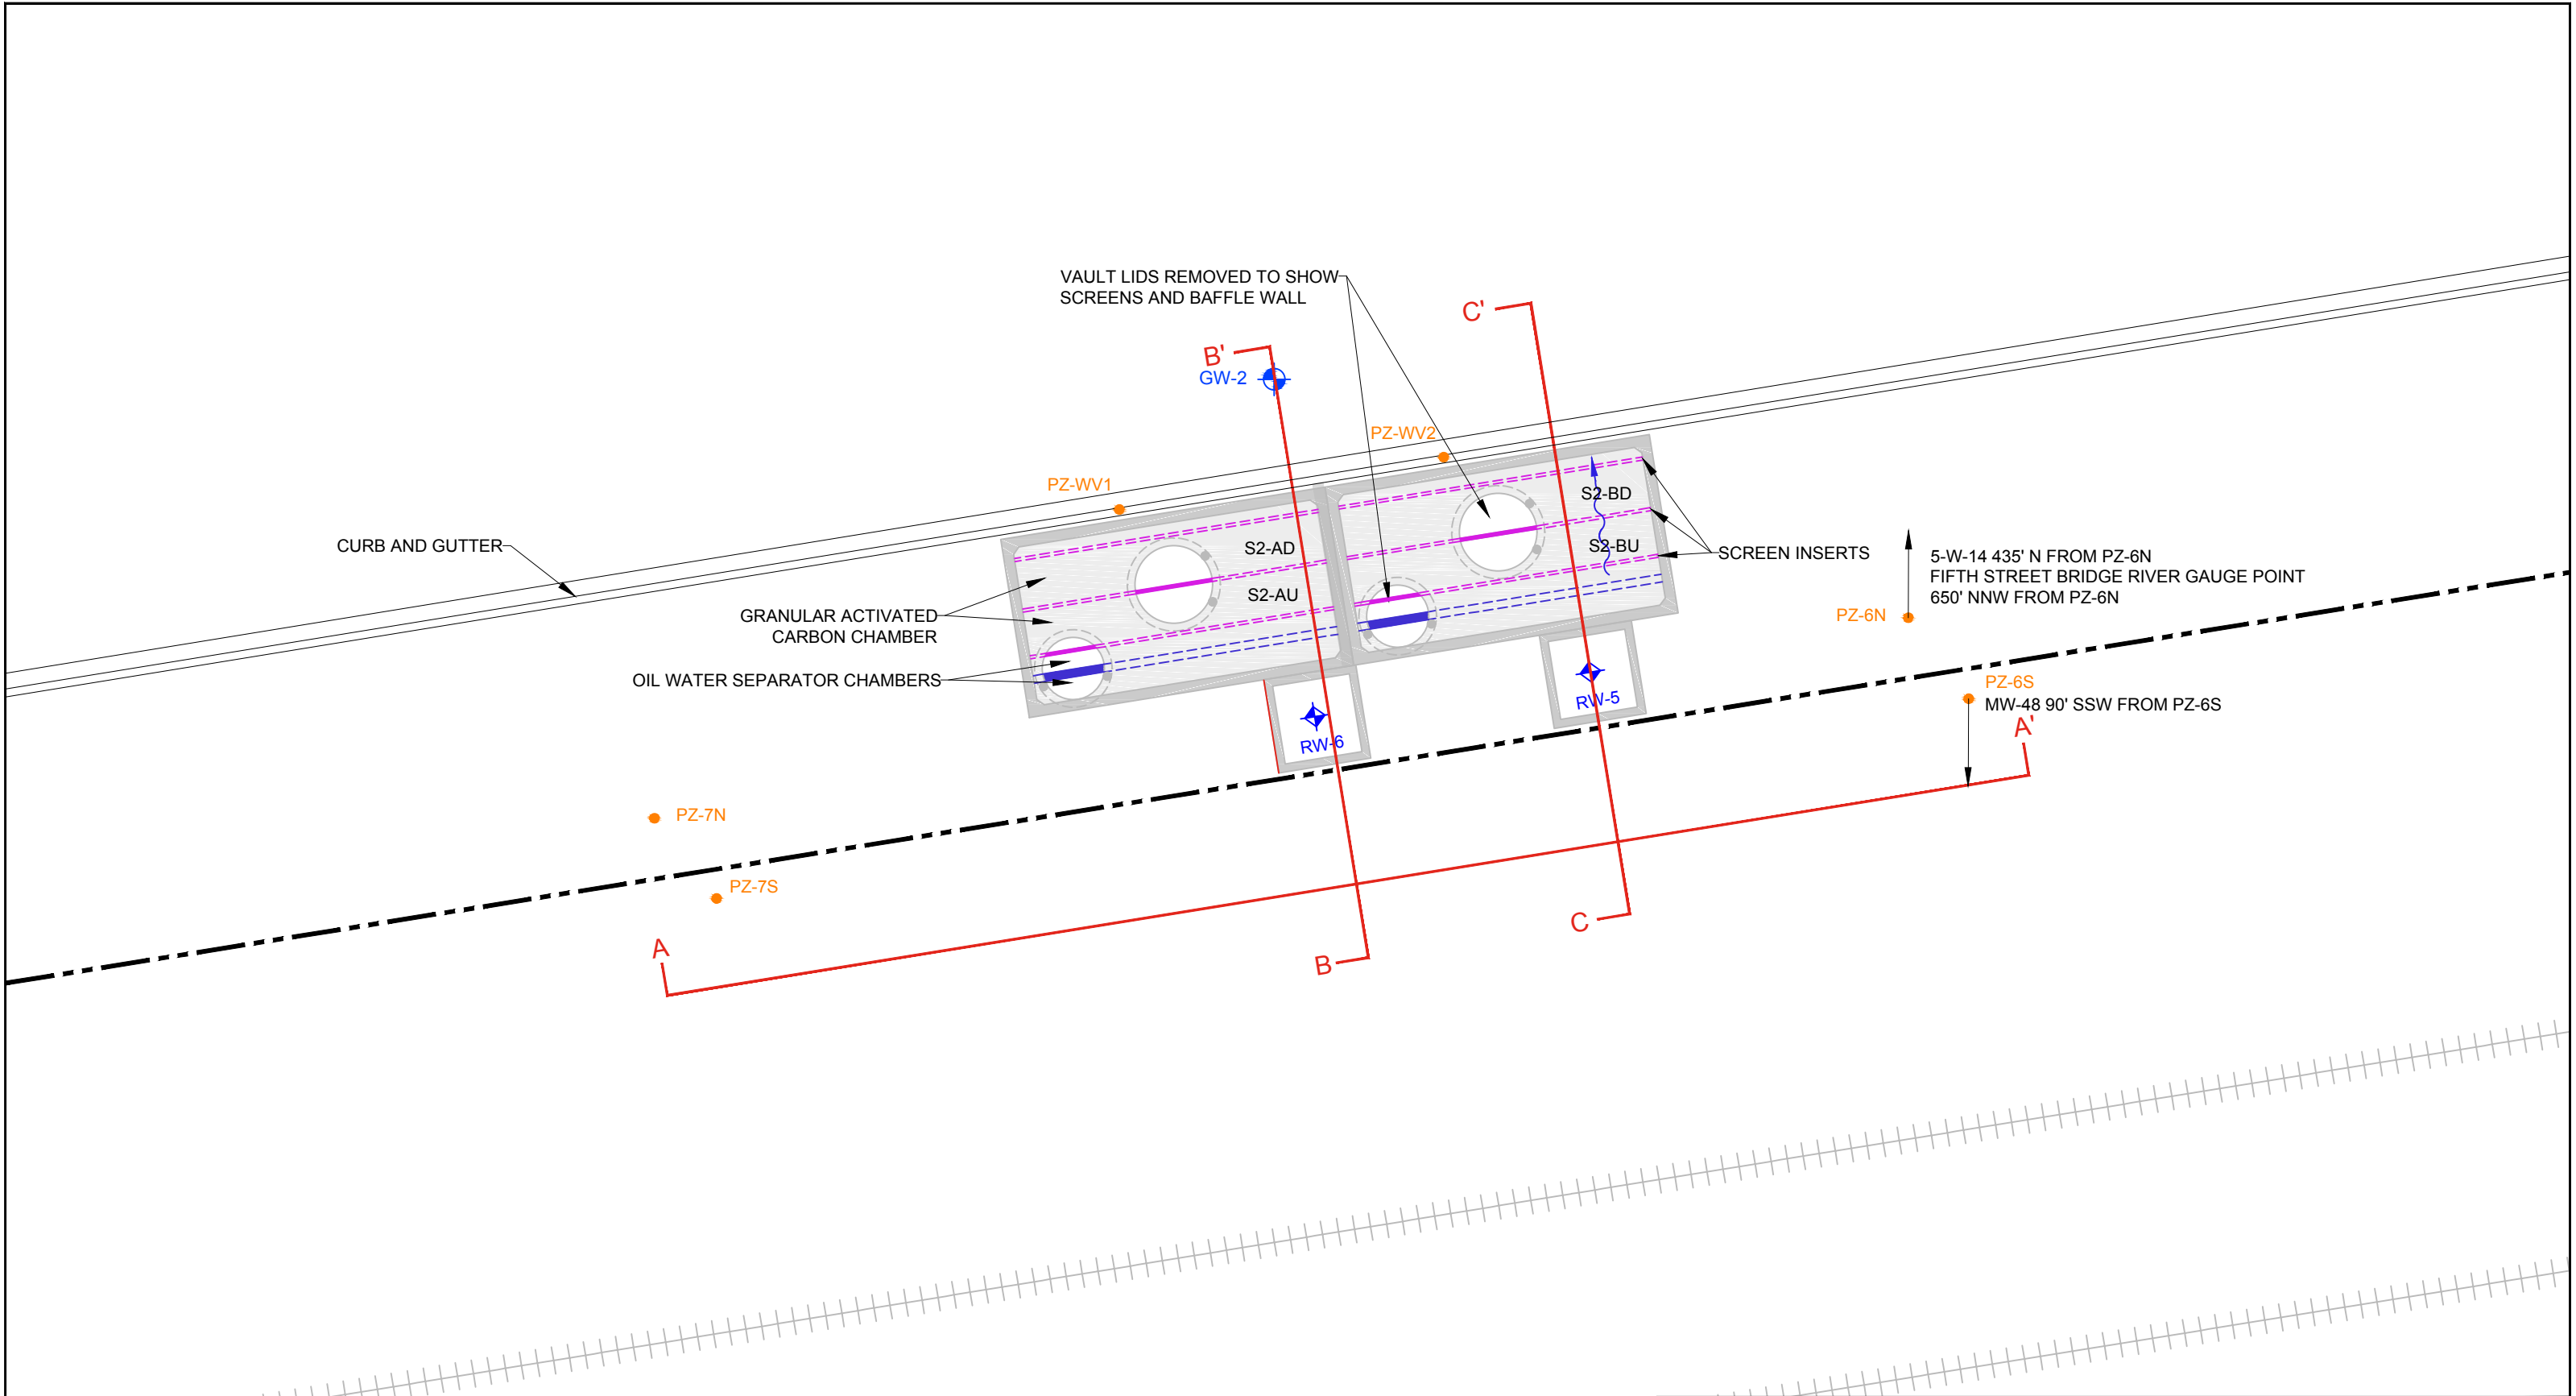 VAULT LIDS REMOVED TO SHOW
SCREENS AND BAFFLE WALL
C'
B'
GW-2
PZ-WV2
PZ-WV1
S2-BD
CURB AND GUTTER
S2-AD
S2-BU
SCREEN INSERTS
5-W-14 435' N FROM PZ-6N
FIFTH STREET BRIDGE RIVER GAUGE POINT
650' NNW FROM PZ-6N
S2-AU
GRANULAR ACTIVATED
CARBON CHAMBER
PZ-6N
OIL WATER SEPARATOR CHAMBERS
PZ-6S
MW-48 90' SSW FROM PZ-6S
RW-5
A'
RW-6
PZ-7N
PZ-7S
A
C
B